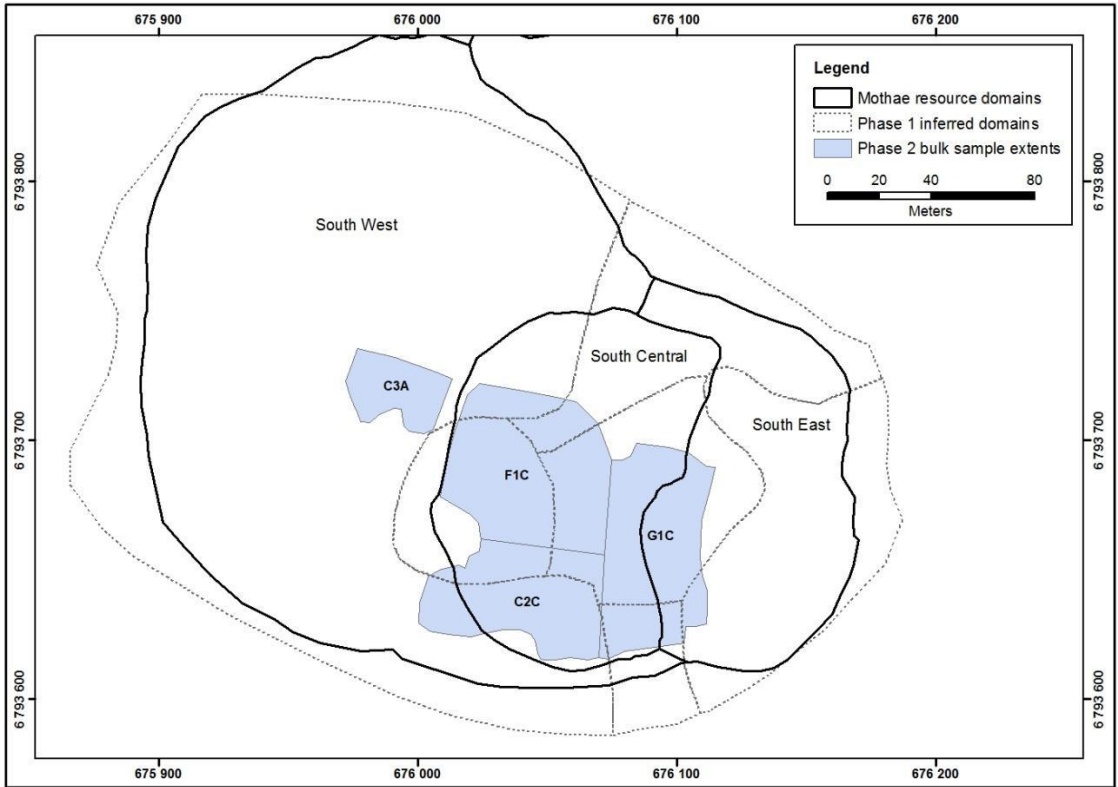 675 900 676 000 676 100 676 200
Legend
Mothae resource domains
Phase 1 inferred domains
Phase 2 bulk sample extents
0 20 40 80
Meters
6 793 800
6 793 800
South West
South Central
C3A
South East
6 793 700
6 793 700
F1C
G1C
C2C
6 793 600
6 793 600
675 900 676 000 676 100 676 200